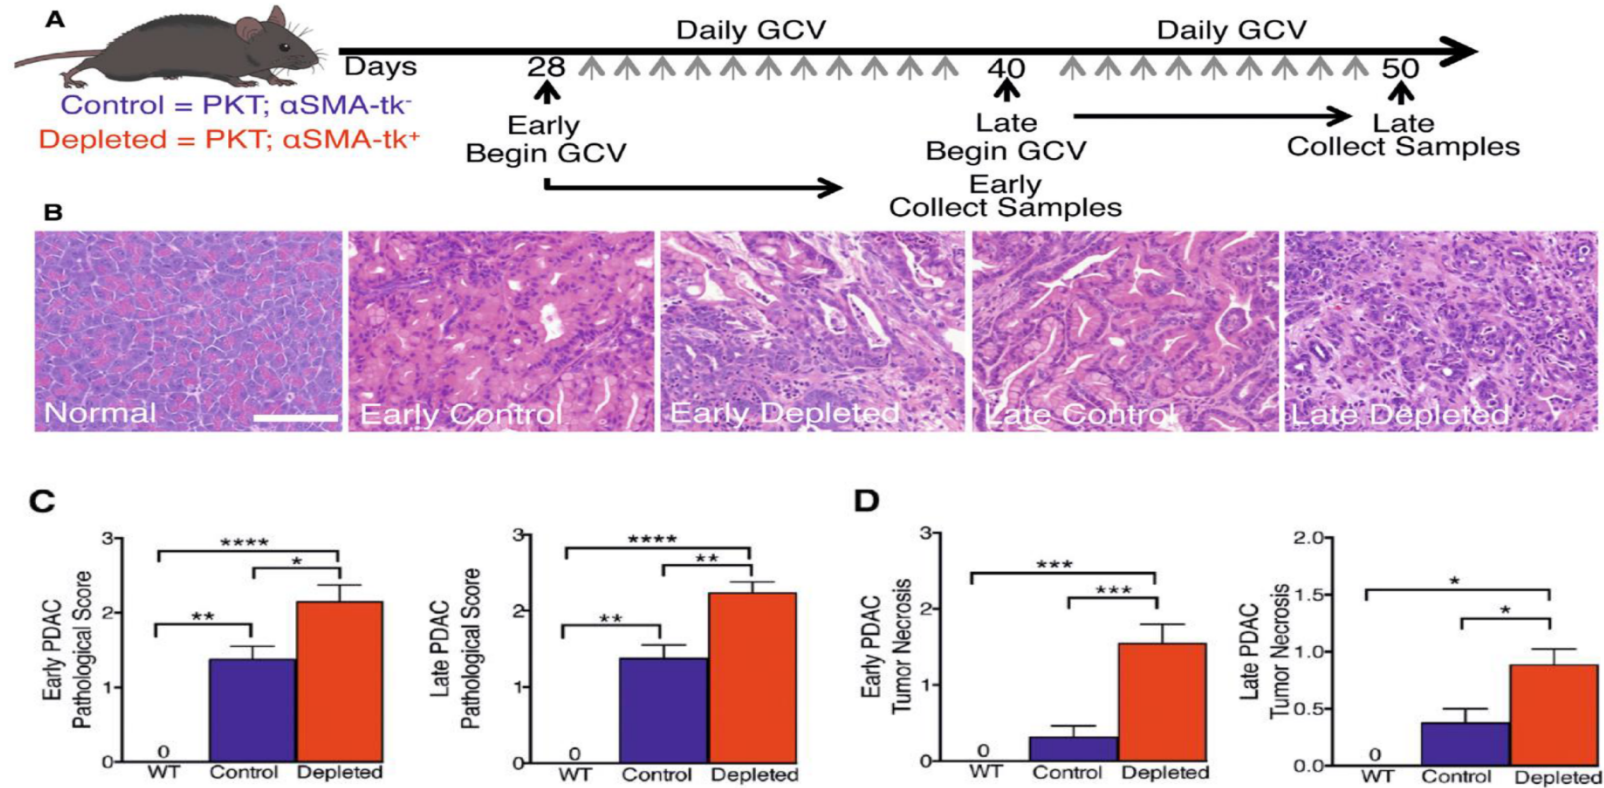 A
Daily GCV Daily GCV
Days 28 40 50
Control = PKT; αSMA-tk⁻
Depleted = PKT; αSMA-tk⁺
Early
Begin GCV
Late
Begin GCV
Late
Collect Samples
Early
Collect Samples
B
Normal Early Control Early Depleted Late Control Late Depleted
C
Early PDAC
Pathological Score
3
2
1
0
****
*
**
0
WT Control Depleted
Late PDAC
Pathological Score
3
2
1
0
****
**
**
0
WT Control Depleted
D
Early PDAC
Tumor Necrosis
3
2
1
0
***
***
0
WT Control Depleted
Late PDAC
Tumor Necrosis
2.0
1.5
1.0
0.5
0.0
*
*
0
WT Control Depleted